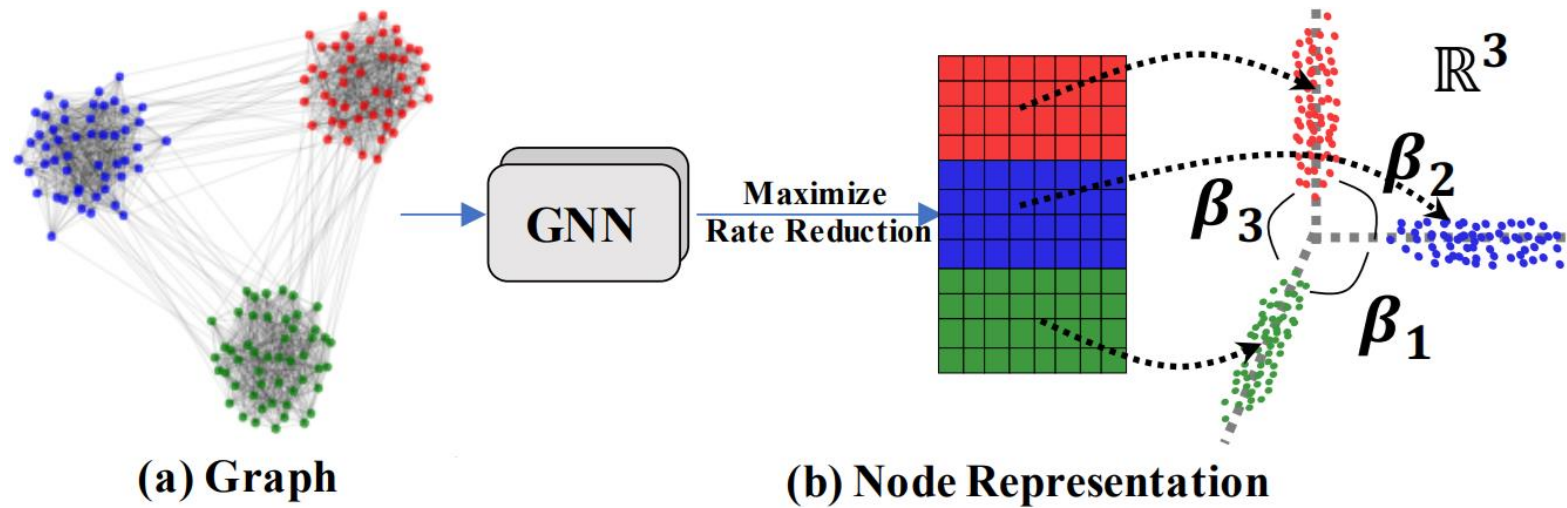 ℝ³
β₂
β₃
β₁
GNN
Maximize
Rate Reduction
(a) Graph
(b) Node Representation